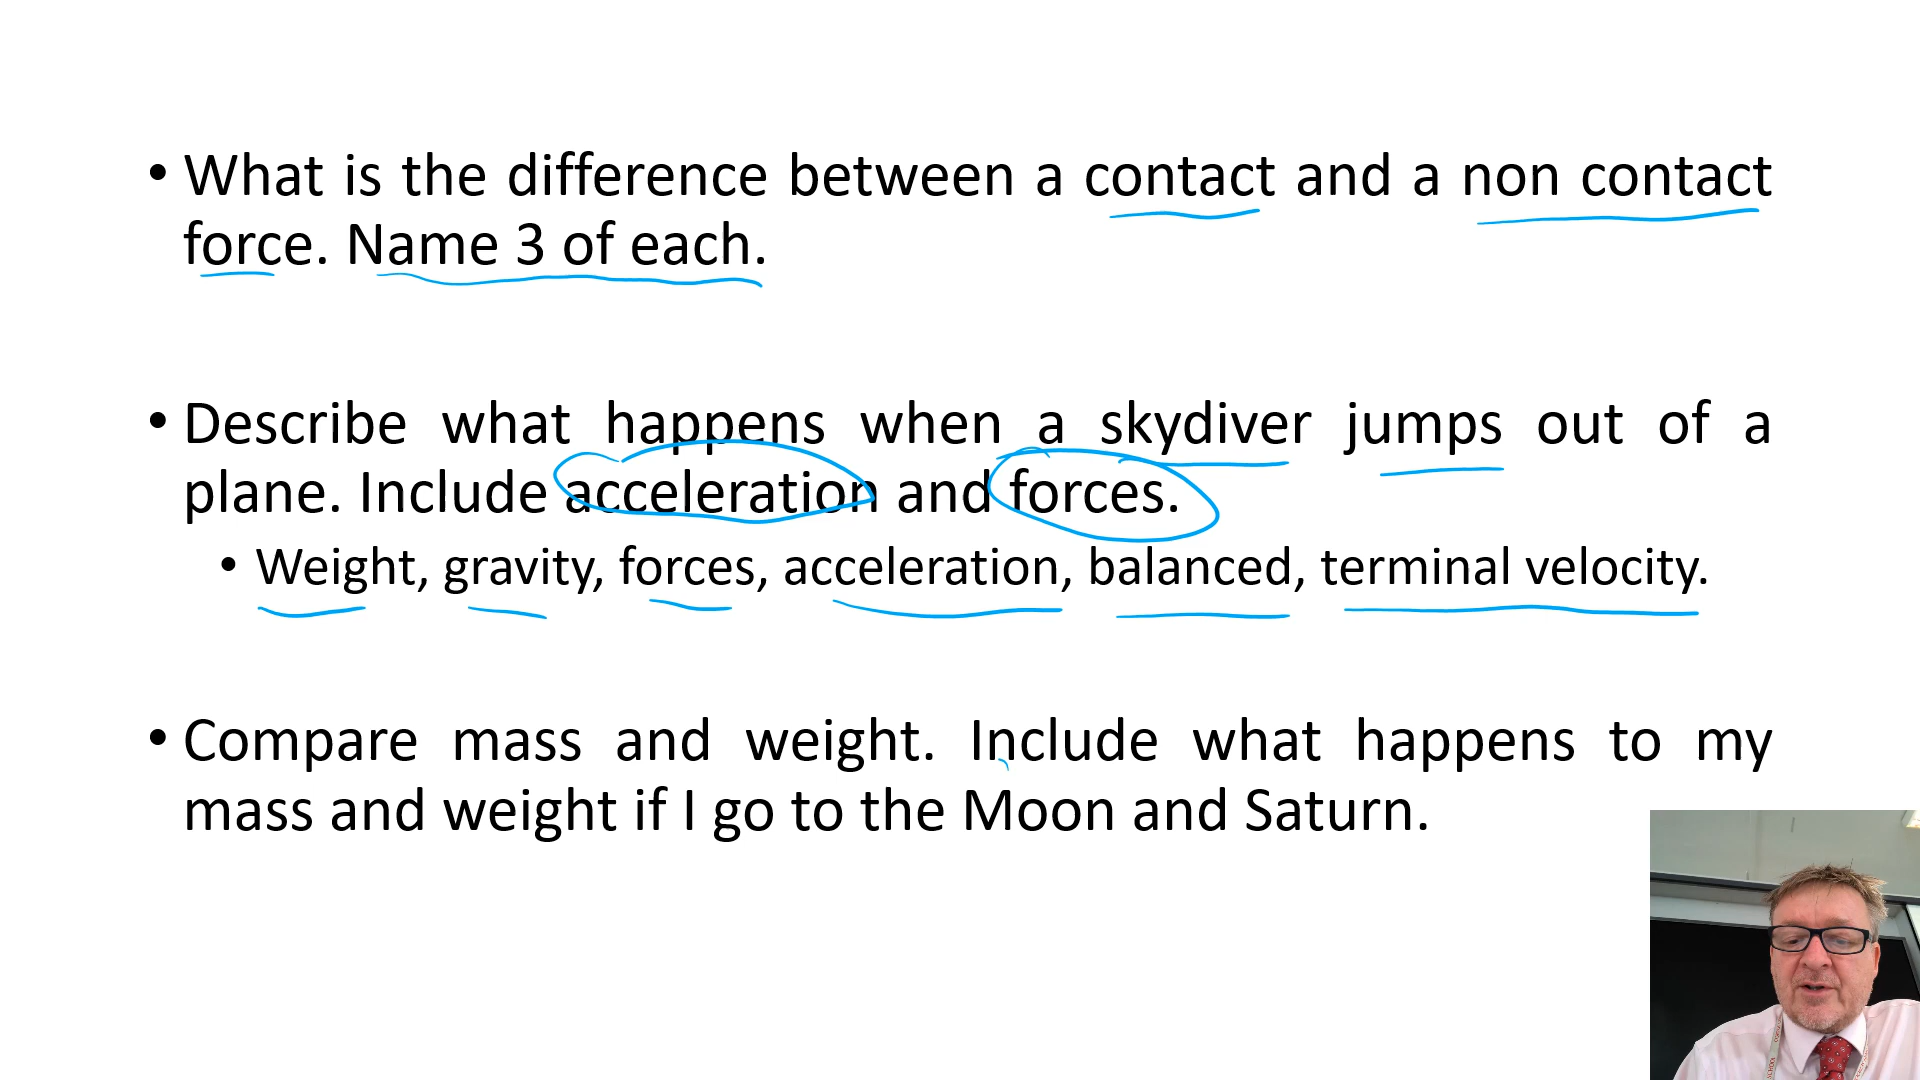 • What is the difference between a contact and a non contact
force. Name 3 of each.
• Describe what happens when a skydiver jumps out of a
plane. Include acceleration and forces.
• Weight, gravity, forces, acceleration, balanced, terminal velocity.
• Compare mass and weight. Include what happens to my
mass and weight if I go to the Moon and Saturn.